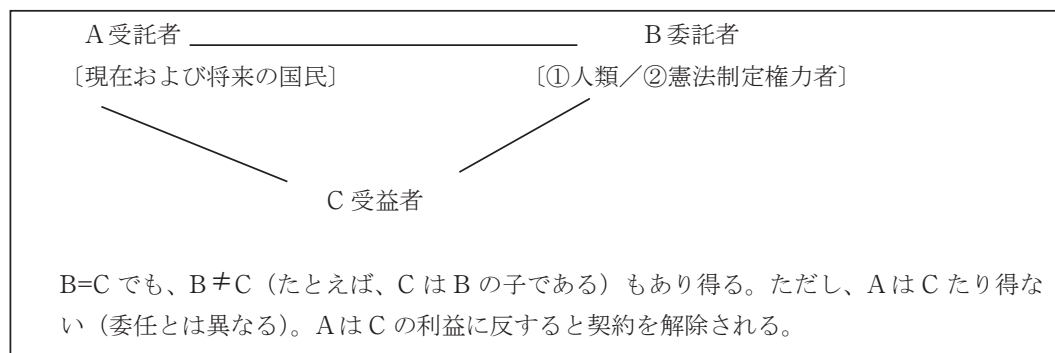 A 受託者 B 委託者
〔現在および将来の国民〕 〔①人類／②憲法制定権力者〕
C 受益者
B=C でも、B≠C（たとえば、C は B の子である）もあり得る。ただし、A は C たり得な
い（委任とは異なる）。A は C の利益に反すると契約を解除される。